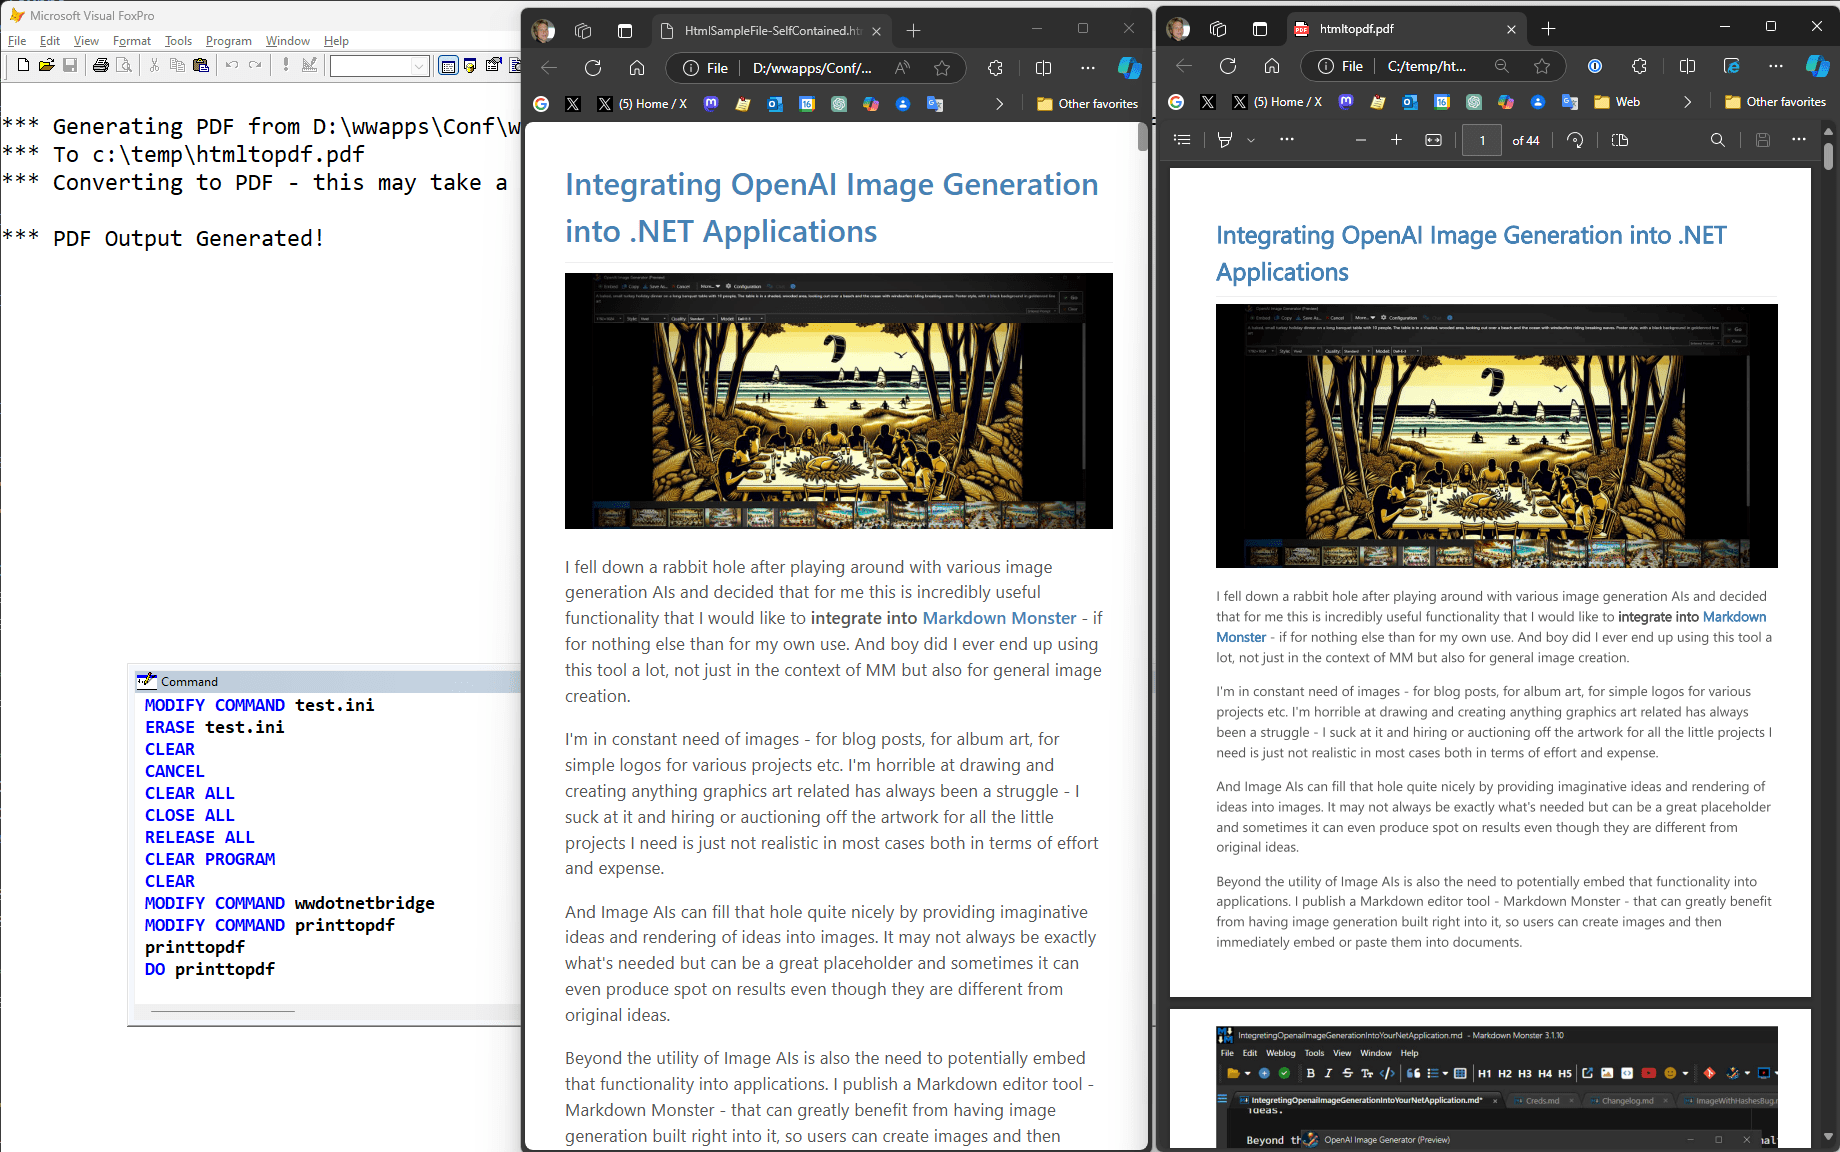 Microsoft Visual FoxPro
File Edit View Format Tools Program Window Help
*** Generating PDF from D:\wwapps\Conf\w
*** To c:\temp\htmltopdf.pdf
*** Converting to PDF - this may take a
*** PDF Output Generated!
Command
MODIFY COMMAND test.ini
ERASE test.ini
CLEAR
CANCEL
CLEAR ALL
CLOSE ALL
RELEASE ALL
CLEAR PROGRAM
CLEAR
MODIFY COMMAND wwdotnetbridge
MODIFY COMMAND printtopdf
printtopdf
DO printtopdf
HtmlSampleFile-SelfContained.ht
File D:/wwapps/Conf/...
(5) Home / X
Other favorites
Integrating OpenAI Image Generation
into .NET Applications
I fell down a rabbit hole after playing around with various image
generation AIs and decided that for me this is incredibly useful
functionality that I would like to integrate into Markdown Monster - if
for nothing else than for my own use. And boy did I ever end up using
this tool a lot, not just in the context of MM but also for general image
creation.
I'm in constant need of images - for blog posts, for album art, for
simple logos for various projects etc. I'm horrible at drawing and
creating anything graphics art related has always been a struggle - I
suck at it and hiring or auctioning off the artwork for all the little
projects I need is just not realistic in most cases both in terms of effort
and expense.
And Image AIs can fill that hole quite nicely by providing imaginative
ideas and rendering of ideas into images. It may not always be exactly
what's needed but can be a great placeholder and sometimes it can
even produce spot on results even though they are different from
original ideas.
Beyond the utility of Image AIs is also the need to potentially embed
that functionality into applications. I publish a Markdown editor tool -
Markdown Monster - that can greatly benefit from having image
generation built right into it, so users can create images and then
htmltopdf.pdf
File C:/temp/ht...
(5) Home / X
Web
Other favorites
1 of 44
Integrating OpenAI Image Generation into .NET
Applications
I fell down a rabbit hole after playing around with various image generation AIs and decided
that for me this is incredibly useful functionality that I would like to integrate into Markdown
Monster - if for nothing else than for my own use. And boy did I ever end up using this tool a
lot, not just in the context of MM but also for general image creation.
I'm in constant need of images - for blog posts, for album art, for simple logos for various
projects etc. I'm horrible at drawing and creating anything graphics art related has always
been a struggle - I suck at it and hiring or auctioning off the artwork for all the little projects I
need is just not realistic in most cases both in terms of effort and expense.
And Image AIs can fill that hole quite nicely by providing imaginative ideas and rendering of
ideas into images. It may not always be exactly what's needed but can be a great placeholder
and sometimes it can even produce spot on results even though they are different from
original ideas.
Beyond the utility of Image AIs is also the need to potentially embed that functionality into
applications. I publish a Markdown editor tool - Markdown Monster - that can greatly benefit
from having image generation built right into it, so users can create images and then
immediately embed or paste them into documents.
IntegretingOpenaiImageGenerationIntoYourNetApplication.md - Markdown Monster 3.1.10
File Edit Weblog Tools View Window Help
H1 H2 H3 H4 H5
IntegretingOpenaiImageGenerationIntoYourNetApplication.md* Creds.md Changelog.md ImageWithHashesBug.m
ideas.
Beyond th
OpenAI Image Generator (Preview)